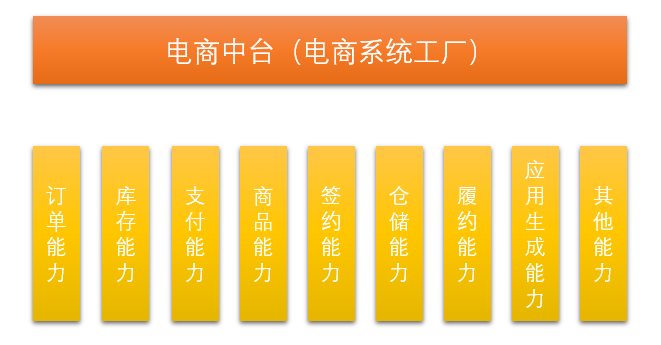 电商中台（电商系统工厂）
订单能力
库存能力
支付能力
商品能力
签约能力
仓储能力
履约能力
应用生成能力
其他能力